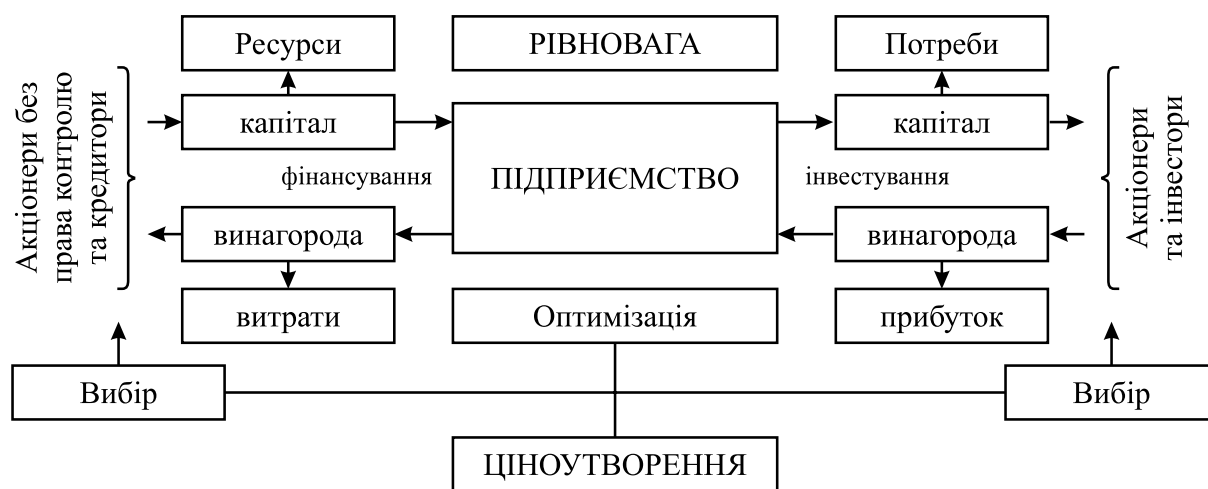 Ресурси
РІВНОВАГА
Потреби
Акціонери без
права контролю
та кредитори
капітал
ПІДПРИЄМСТВО
капітал
Акціонери
та інвестори
фінансування
інвестування
винагорода
винагорода
витрати
Оптимізація
прибуток
Вибір
Вибір
ЦІНОУТВОРЕННЯ